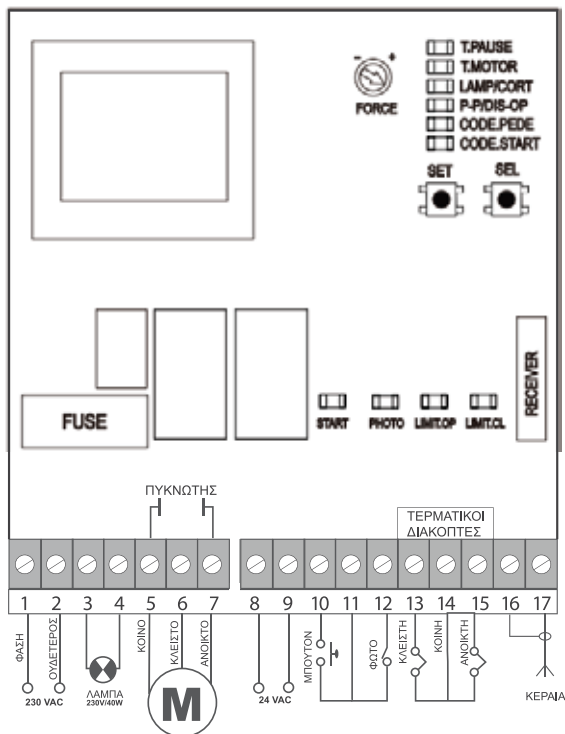 - +
FORCE
T.PAUSE
T.MOTOR
LAMP/CORT
P-P/DIS-OP
CODE.PEDE
CODE.START
SET SEL
FUSE
START PHOTO LIMIT.OP LIMIT.CL
RECEIVER
ΠΥΚΝΩΤΗΣ
ΤΕΡΜΑΤΙΚΟΙ
ΔΙΑΚΟΠΤΕΣ
1 2 3 4 5 6 7 8 9 10 11 12 13 14 15 16 17
ΦΑΣΗ
ΟΥΔΕΤΕΡΟΣ
230 VAC
ΛΑΜΠΑ
230V/40W
ΚΟΙΝΟ
ΚΛΕΙΣΤΟ
ΑΝΟΙΚΤΟ
M
24 VAC
ΜΠΟΥΤΟΝ
ΦΩΤΟ
ΚΛΕΙΣΤΗ
ΚΟΙΝΗ
ΑΝΟΙΚΤΗ
ΚΕΡΑΙΑ